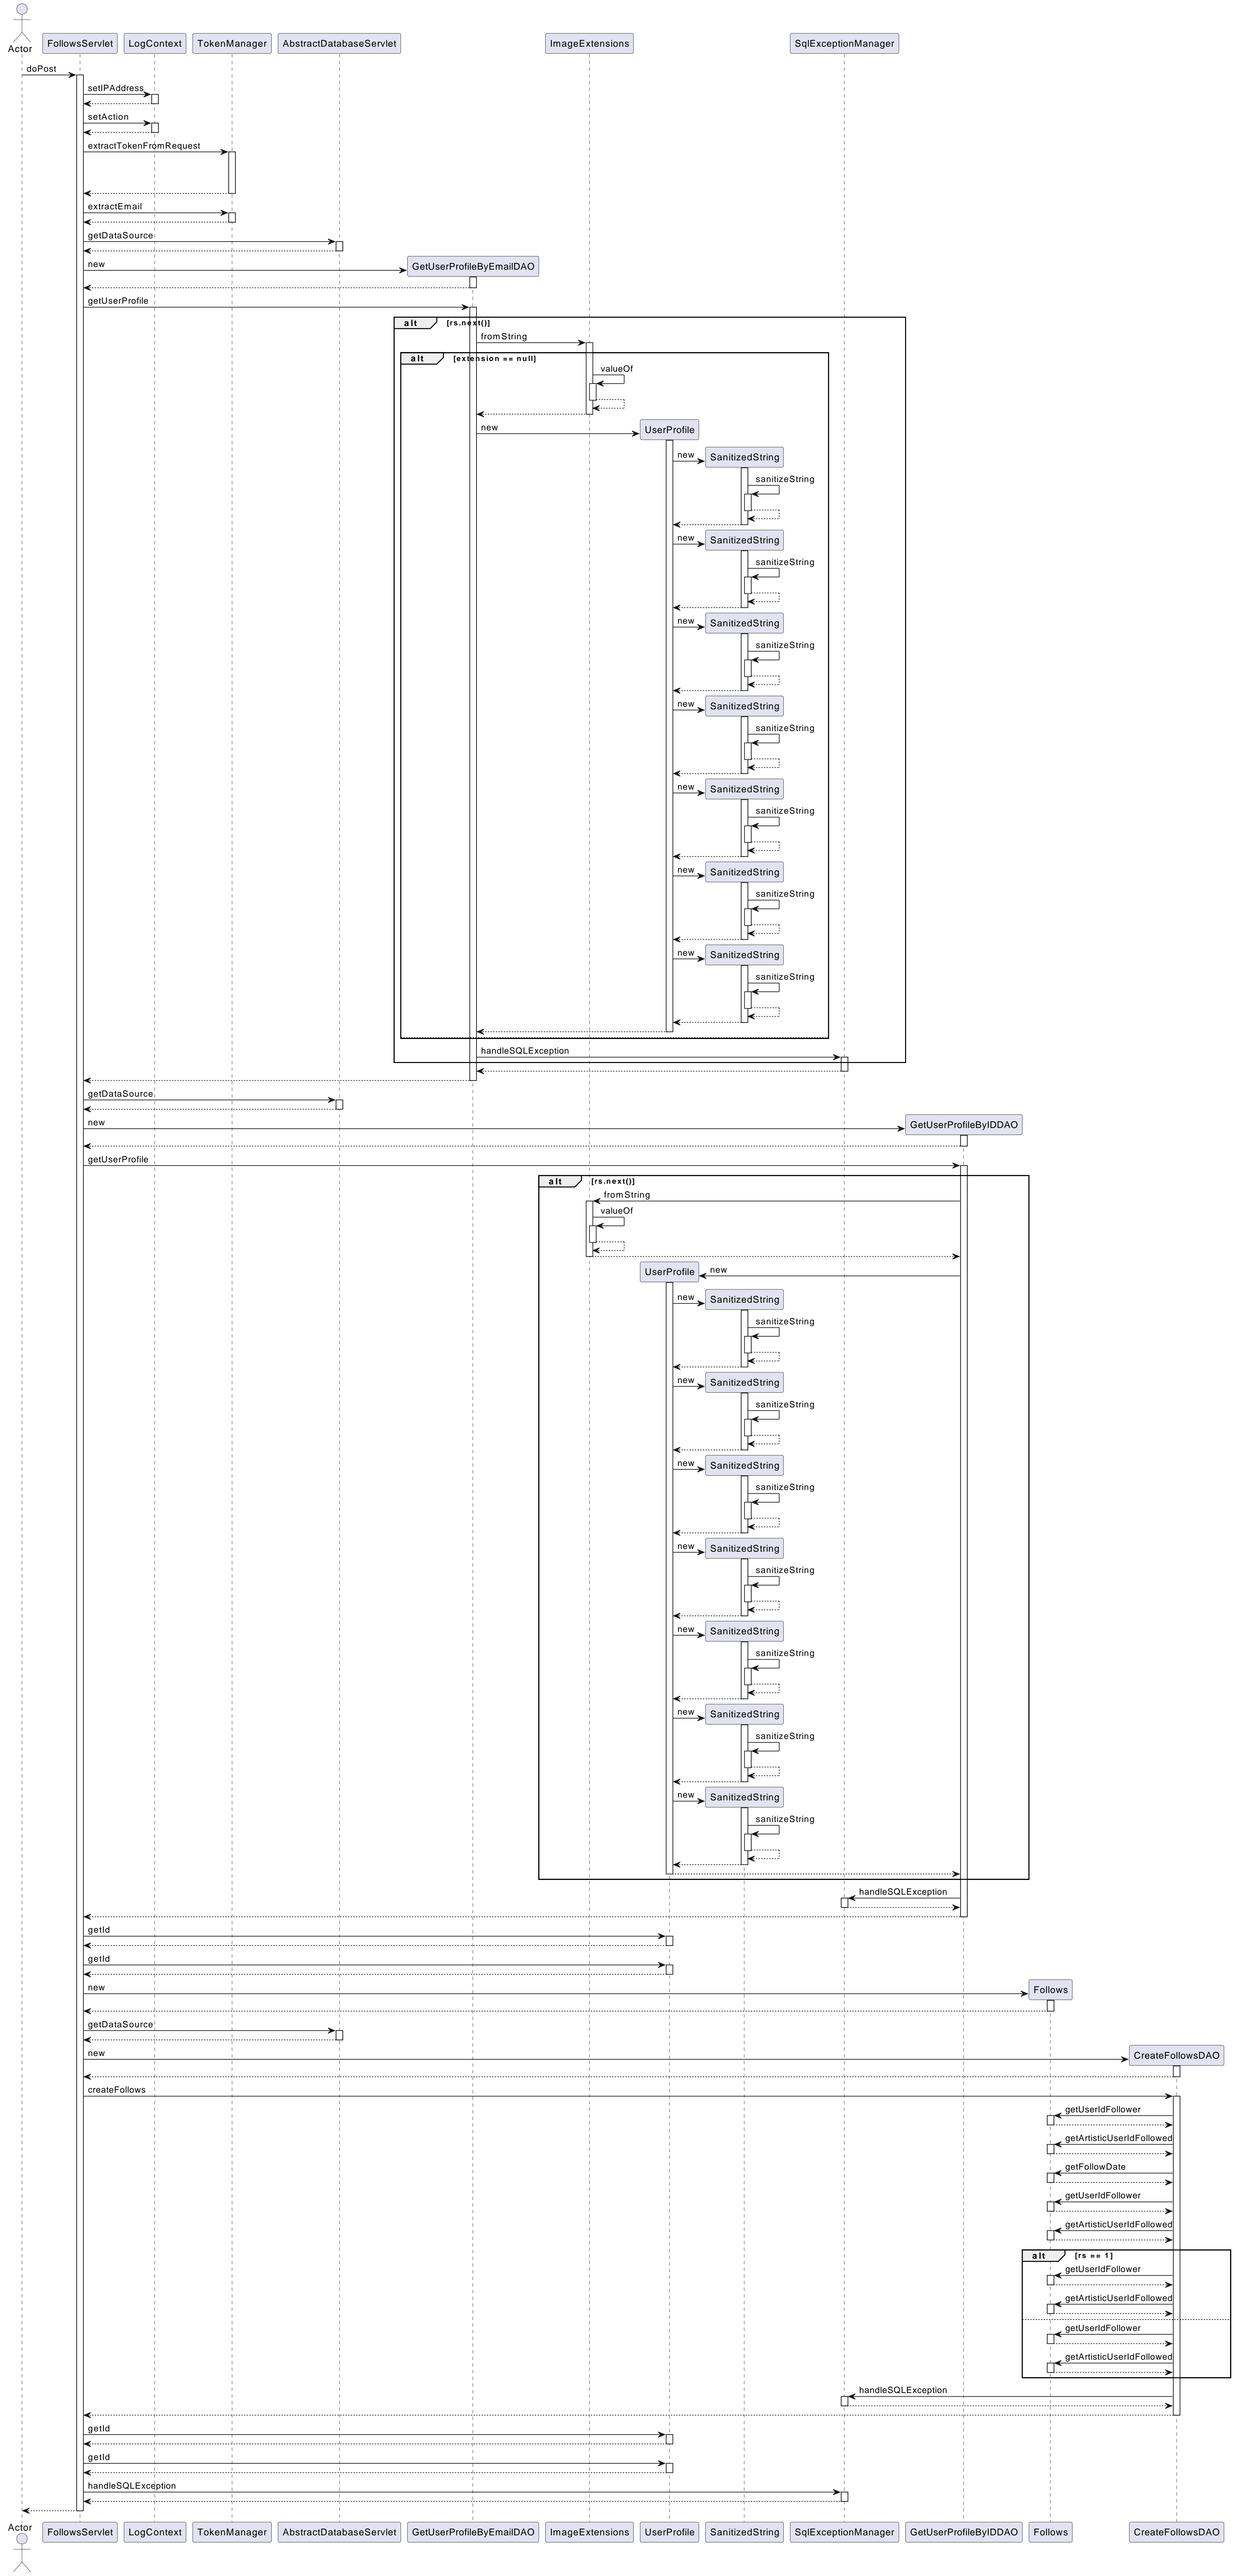 Actor
FollowsServlet
LogContext
TokenManager
AbstractDatabaseServlet
ImageExtensions
SqlExceptionManager
doPost
setIPAddress
setAction
extractTokenFromRequest
extractEmail
getDataSource
new
GetUserProfileByEmailDAO
getUserProfile
alt [rs.next()]
fromString
alt [extension == null]
valueOf
new
UserProfile
new
SanitizedString
sanitizeString
new
SanitizedString
sanitizeString
new
SanitizedString
sanitizeString
new
SanitizedString
sanitizeString
new
SanitizedString
sanitizeString
new
SanitizedString
sanitizeString
new
SanitizedString
sanitizeString
handleSQLException
getDataSource
new
GetUserProfileByIDDAO
getUserProfile
alt [rs.next()]
fromString
valueOf
UserProfile
new
new
SanitizedString
sanitizeString
new
SanitizedString
sanitizeString
new
SanitizedString
sanitizeString
new
SanitizedString
sanitizeString
new
SanitizedString
sanitizeString
new
SanitizedString
sanitizeString
new
SanitizedString
sanitizeString
handleSQLException
getId
getId
new
Follows
getDataSource
new
CreateFollowsDAO
createFollows
getUserIdFollower
getArtisticUserIdFollowed
getFollowDate
getUserIdFollower
getArtisticUserIdFollowed
alt [rs == 1]
getUserIdFollower
getArtisticUserIdFollowed
getUserIdFollower
getArtisticUserIdFollowed
handleSQLException
getId
getId
handleSQLException
Actor
FollowsServlet
LogContext
TokenManager
AbstractDatabaseServlet
GetUserProfileByEmailDAO
ImageExtensions
UserProfile
SanitizedString
SqlExceptionManager
GetUserProfileByIDDAO
Follows
CreateFollowsDAO